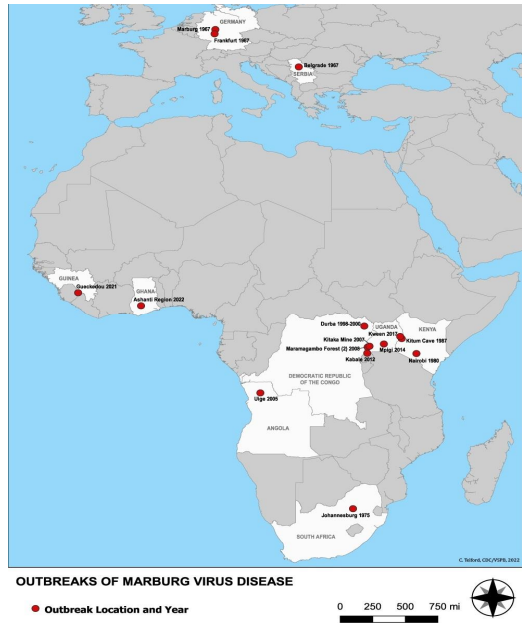 GERMANY
Marburg 1967
Frankfurt 1967
Belgrade 1967
SERBIA
GUINEA
Gueckedou 2021
GHANA
Ashanti Region 2022
Durba 1998-2000
UGANDA
KENYA
Kween 2017
Kitaka Mine 2007
Kitum Cave 1987
Maramagambo Forest (2) 2008
Mpigi 2014
Kabale 2012
Nairobi 1980
DEMOCRATIC REPUBLIC
OF THE CONGO
Uige 2005
ANGOLA
Johannesburg 1975
SOUTH AFRICA
C. Telford, CDC/VSPB, 2022
OUTBREAKS OF MARBURG VIRUS DISEASE
Outbreak Location and Year
0 250 500 750 mi